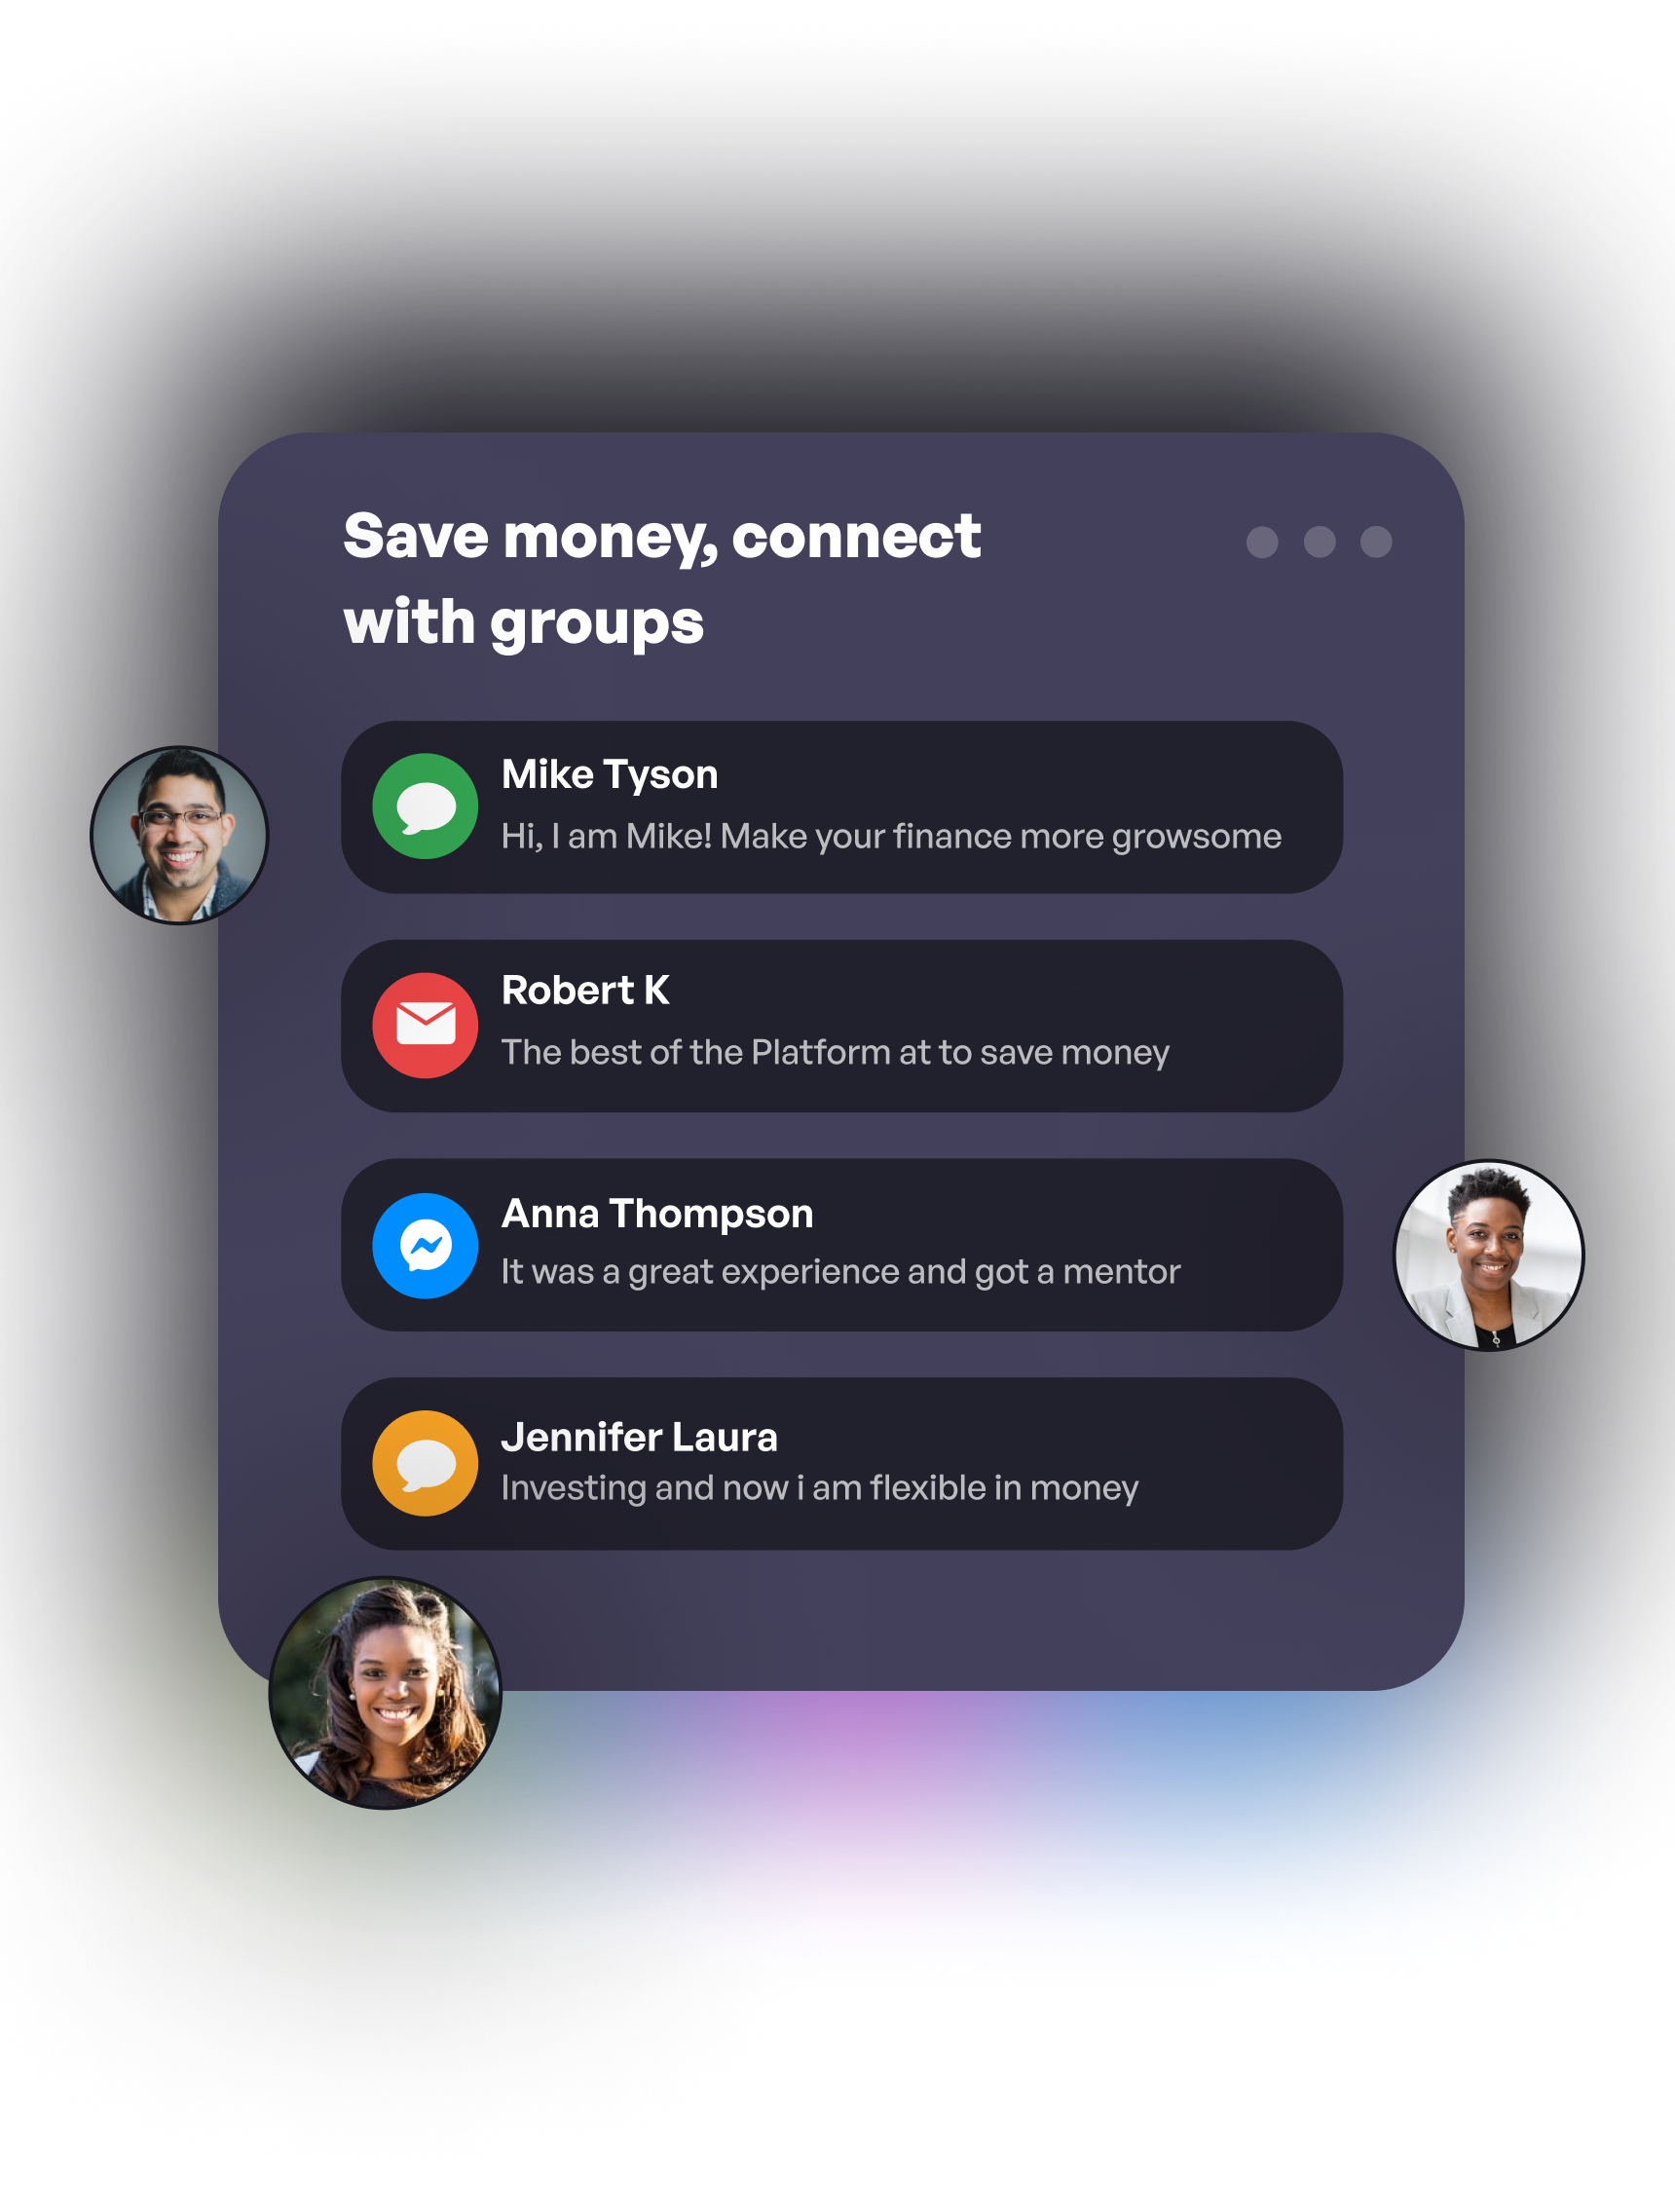 Save money, connect
with groups
Mike Tyson
Hi, I am Mike! Make your finance more growsome
Robert K
The best of the Platform at to save money
Anna Thompson
It was a great experience and got a mentor
Jennifer Laura
Investing and now i am flexible in money